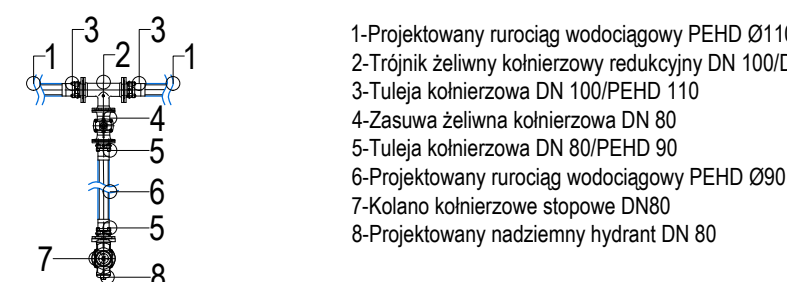 3 3
1 2 1
4
5
6
5
7
8
1-Projektowany rurociąg wodociągowy PEHD
2-Trójnik żeliwny kołnierzowy redukcyjny DN
3-Tuleja kołnierzowa DN 100/PEHD 110
4-Zasuwa żeliwna kołnierzowa DN 80
5-Tuleja kołnierzowa DN 80/PEHD 90
6-Projektowany rurociąg wodociągowy PEHD Ø90
7-Kolano kołnierzowe stopowe DN80
8-Projektowany nadziemny hydrant DN 80